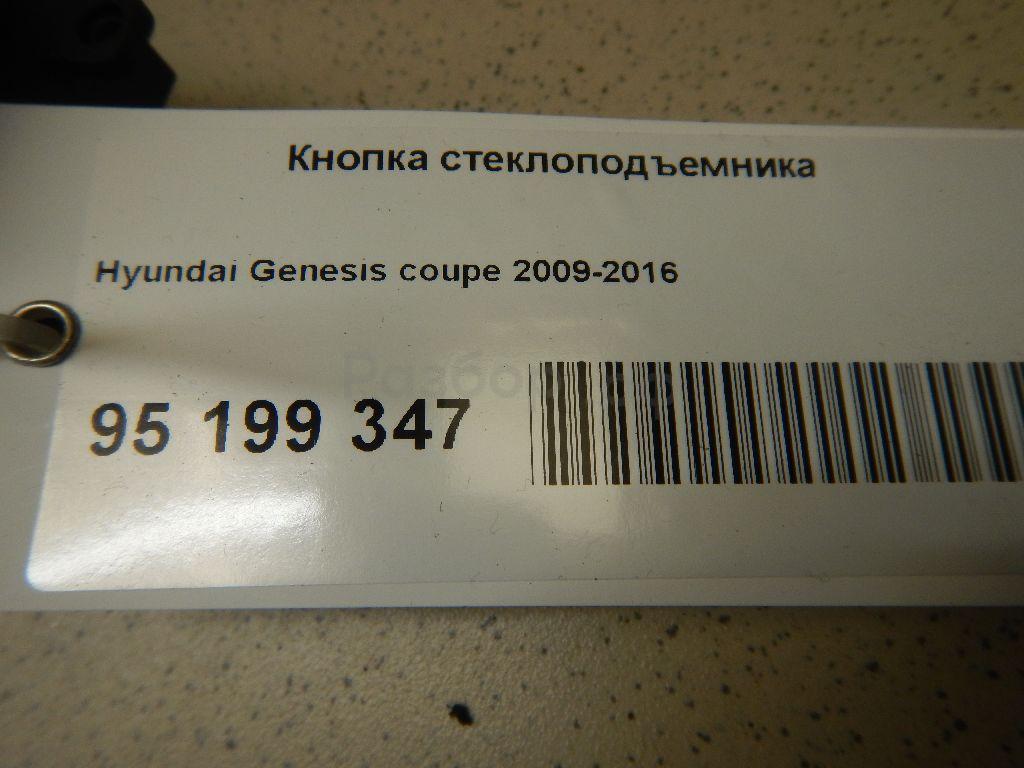 Кнопка стеклоподъемника
Hyundai Genesis coupe 2009-2016
95 199 347